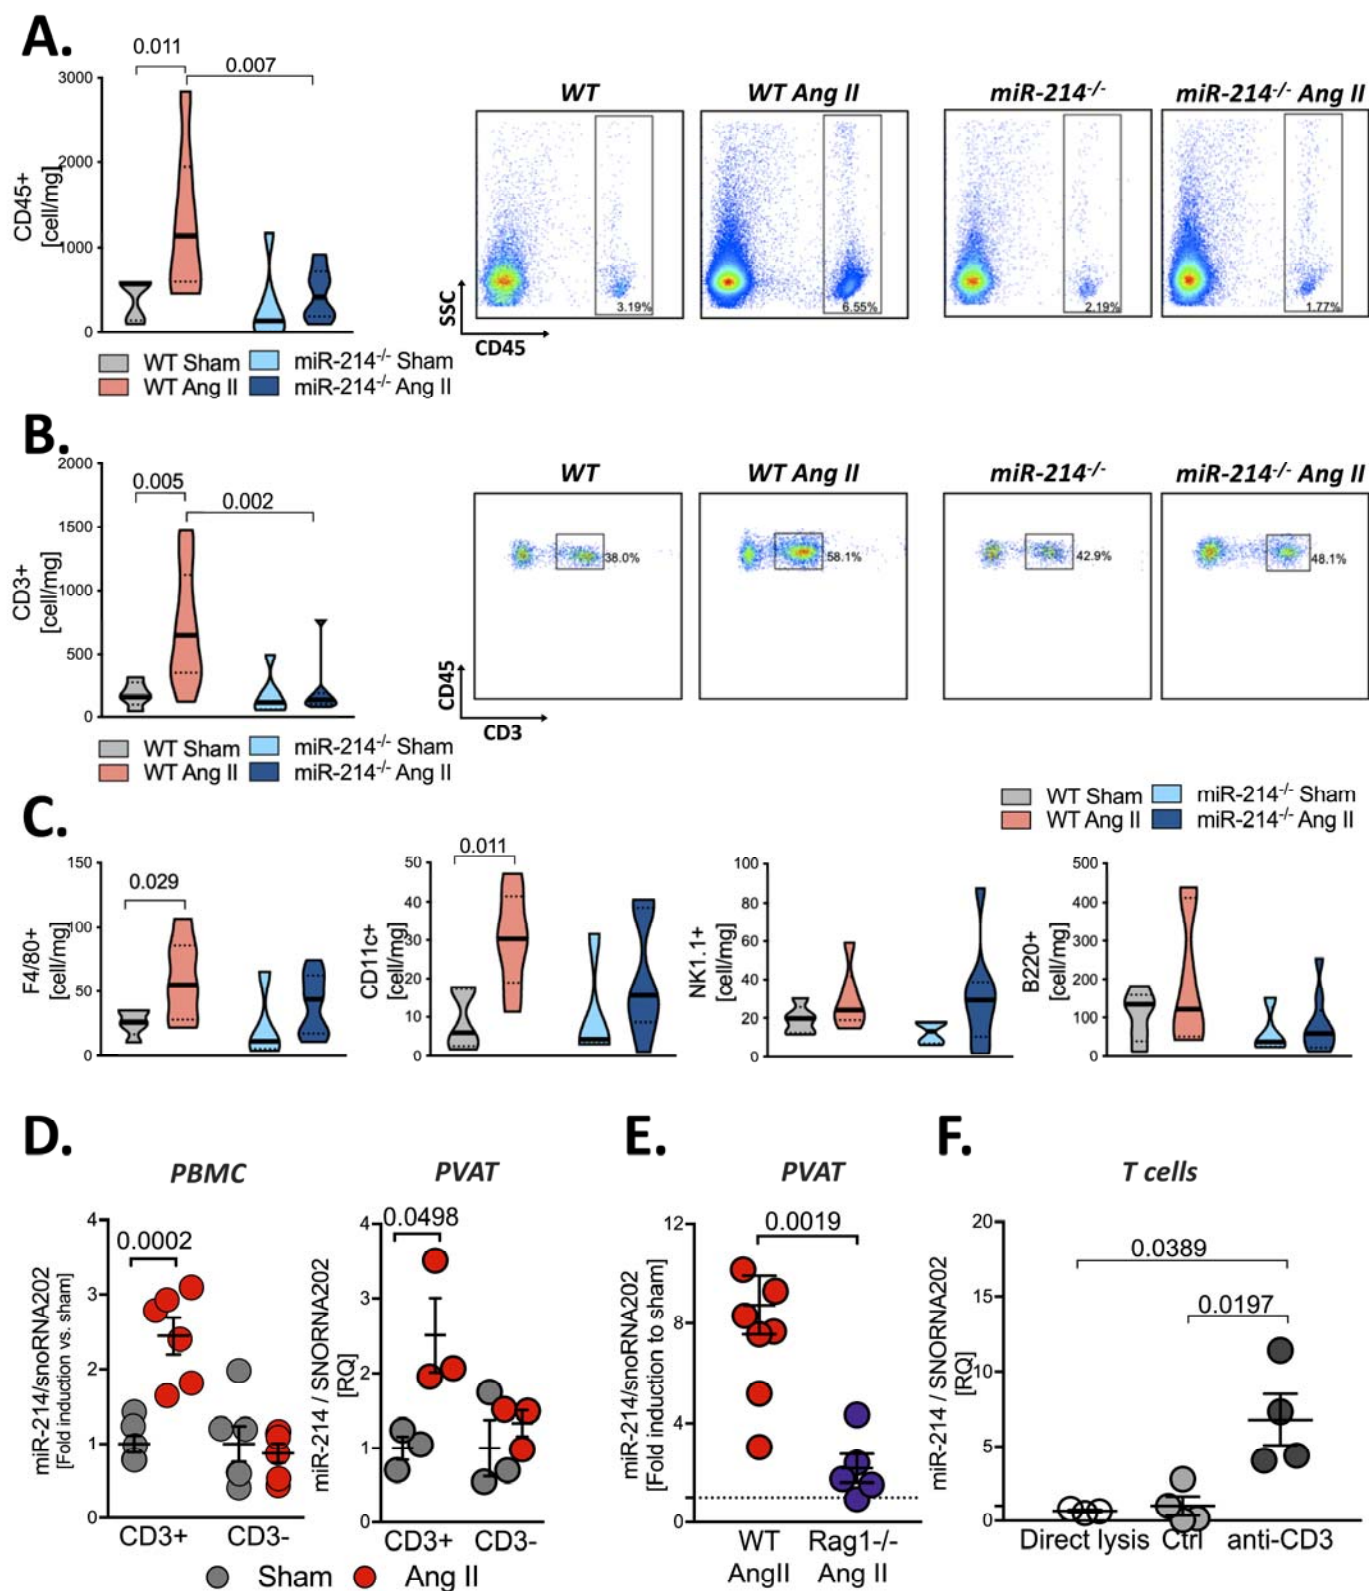 A.
0.011
0.007
3000
2000
1000
0
CD45+
[cell/mg]
WT Sham
miR-214-/- Sham
WT Ang II
miR-214-/- Ang II
WT
WT Ang II
miR-214-/-
miR-214-/- Ang II
3.19%
6.55%
2.19%
1.77%
SSC
CD45
B.
0.005
0.002
2000
1500
1000
500
0
CD3+
[cell/mg]
WT Sham
miR-214-/- Sham
WT Ang II
miR-214-/- Ang II
WT
WT Ang II
miR-214-/-
miR-214-/- Ang II
38.0%
58.1%
42.9%
48.1%
CD45
CD3
WT Sham
miR-214-/- Sham
WT Ang II
miR-214-/- Ang II
C.
0.029
150
100
50
0
F4/80+
[cell/mg]
0.011
50
40
30
20
10
0
CD11c+
[cell/mg]
100
80
60
40
20
0
NK1.1+
[cell/mg]
500
400
300
200
100
0
B220+
[cell/mg]
D.
PBMC
0.0002
4
3
2
1
0
miR-214/snoRNA202
[Fold induction vs. sham]
CD3+
CD3-
PVAT
0.0498
4
3
2
1
0
miR-214 / SNORNA202
[RQ]
CD3+
CD3-
Sham
Ang II
E.
PVAT
0.0019
12
8
4
0
miR-214/snoRNA202
[Fold induction to sham]
WT
AngII
Rag1-/-
Ang II
F.
T cells
0.0389
0.0197
20
15
10
5
0
miR-214 / SNORNA202
[RQ]
Direct lysis
Ctrl
anti-CD3